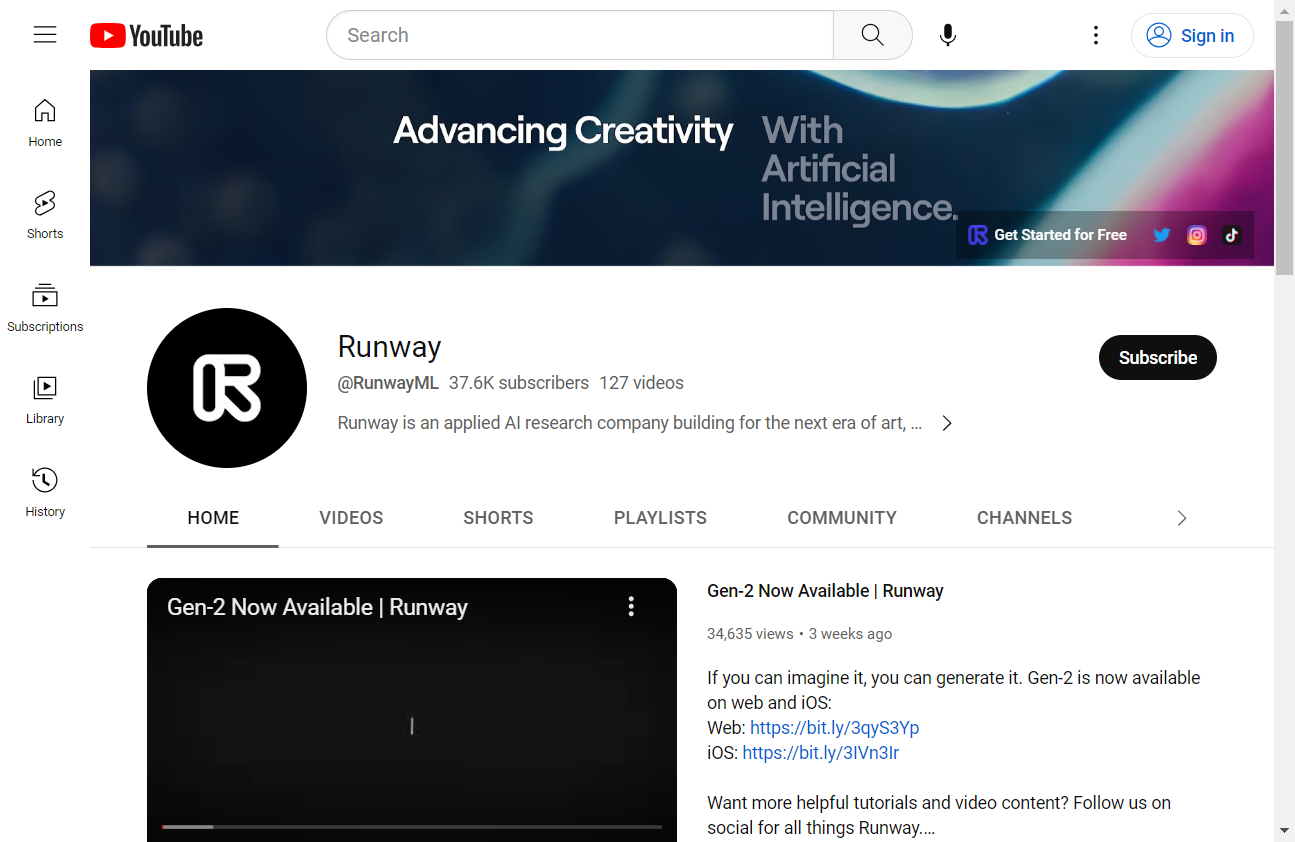 YouTube
Search
Sign in
Home
Shorts
Subscriptions
Library
History
Advancing Creativity
With
Artificial
Intelligence.
Get Started for Free
Runway
@RunwayML 37.6K subscribers 127 videos
Runway is an applied AI research company building for the next era of art, ...
Subscribe
HOME VIDEOS SHORTS PLAYLISTS COMMUNITY CHANNELS
Gen-2 Now Available | Runway
Gen-2 Now Available | Runway
34,635 views • 3 weeks ago
If you can imagine it, you can generate it. Gen-2 is now available
on web and iOS:
Web: https://bit.ly/3qyS3Yp
iOS: https://bit.ly/3IVn3Ir
Want more helpful tutorials and video content? Follow us on
social for all things Runway....